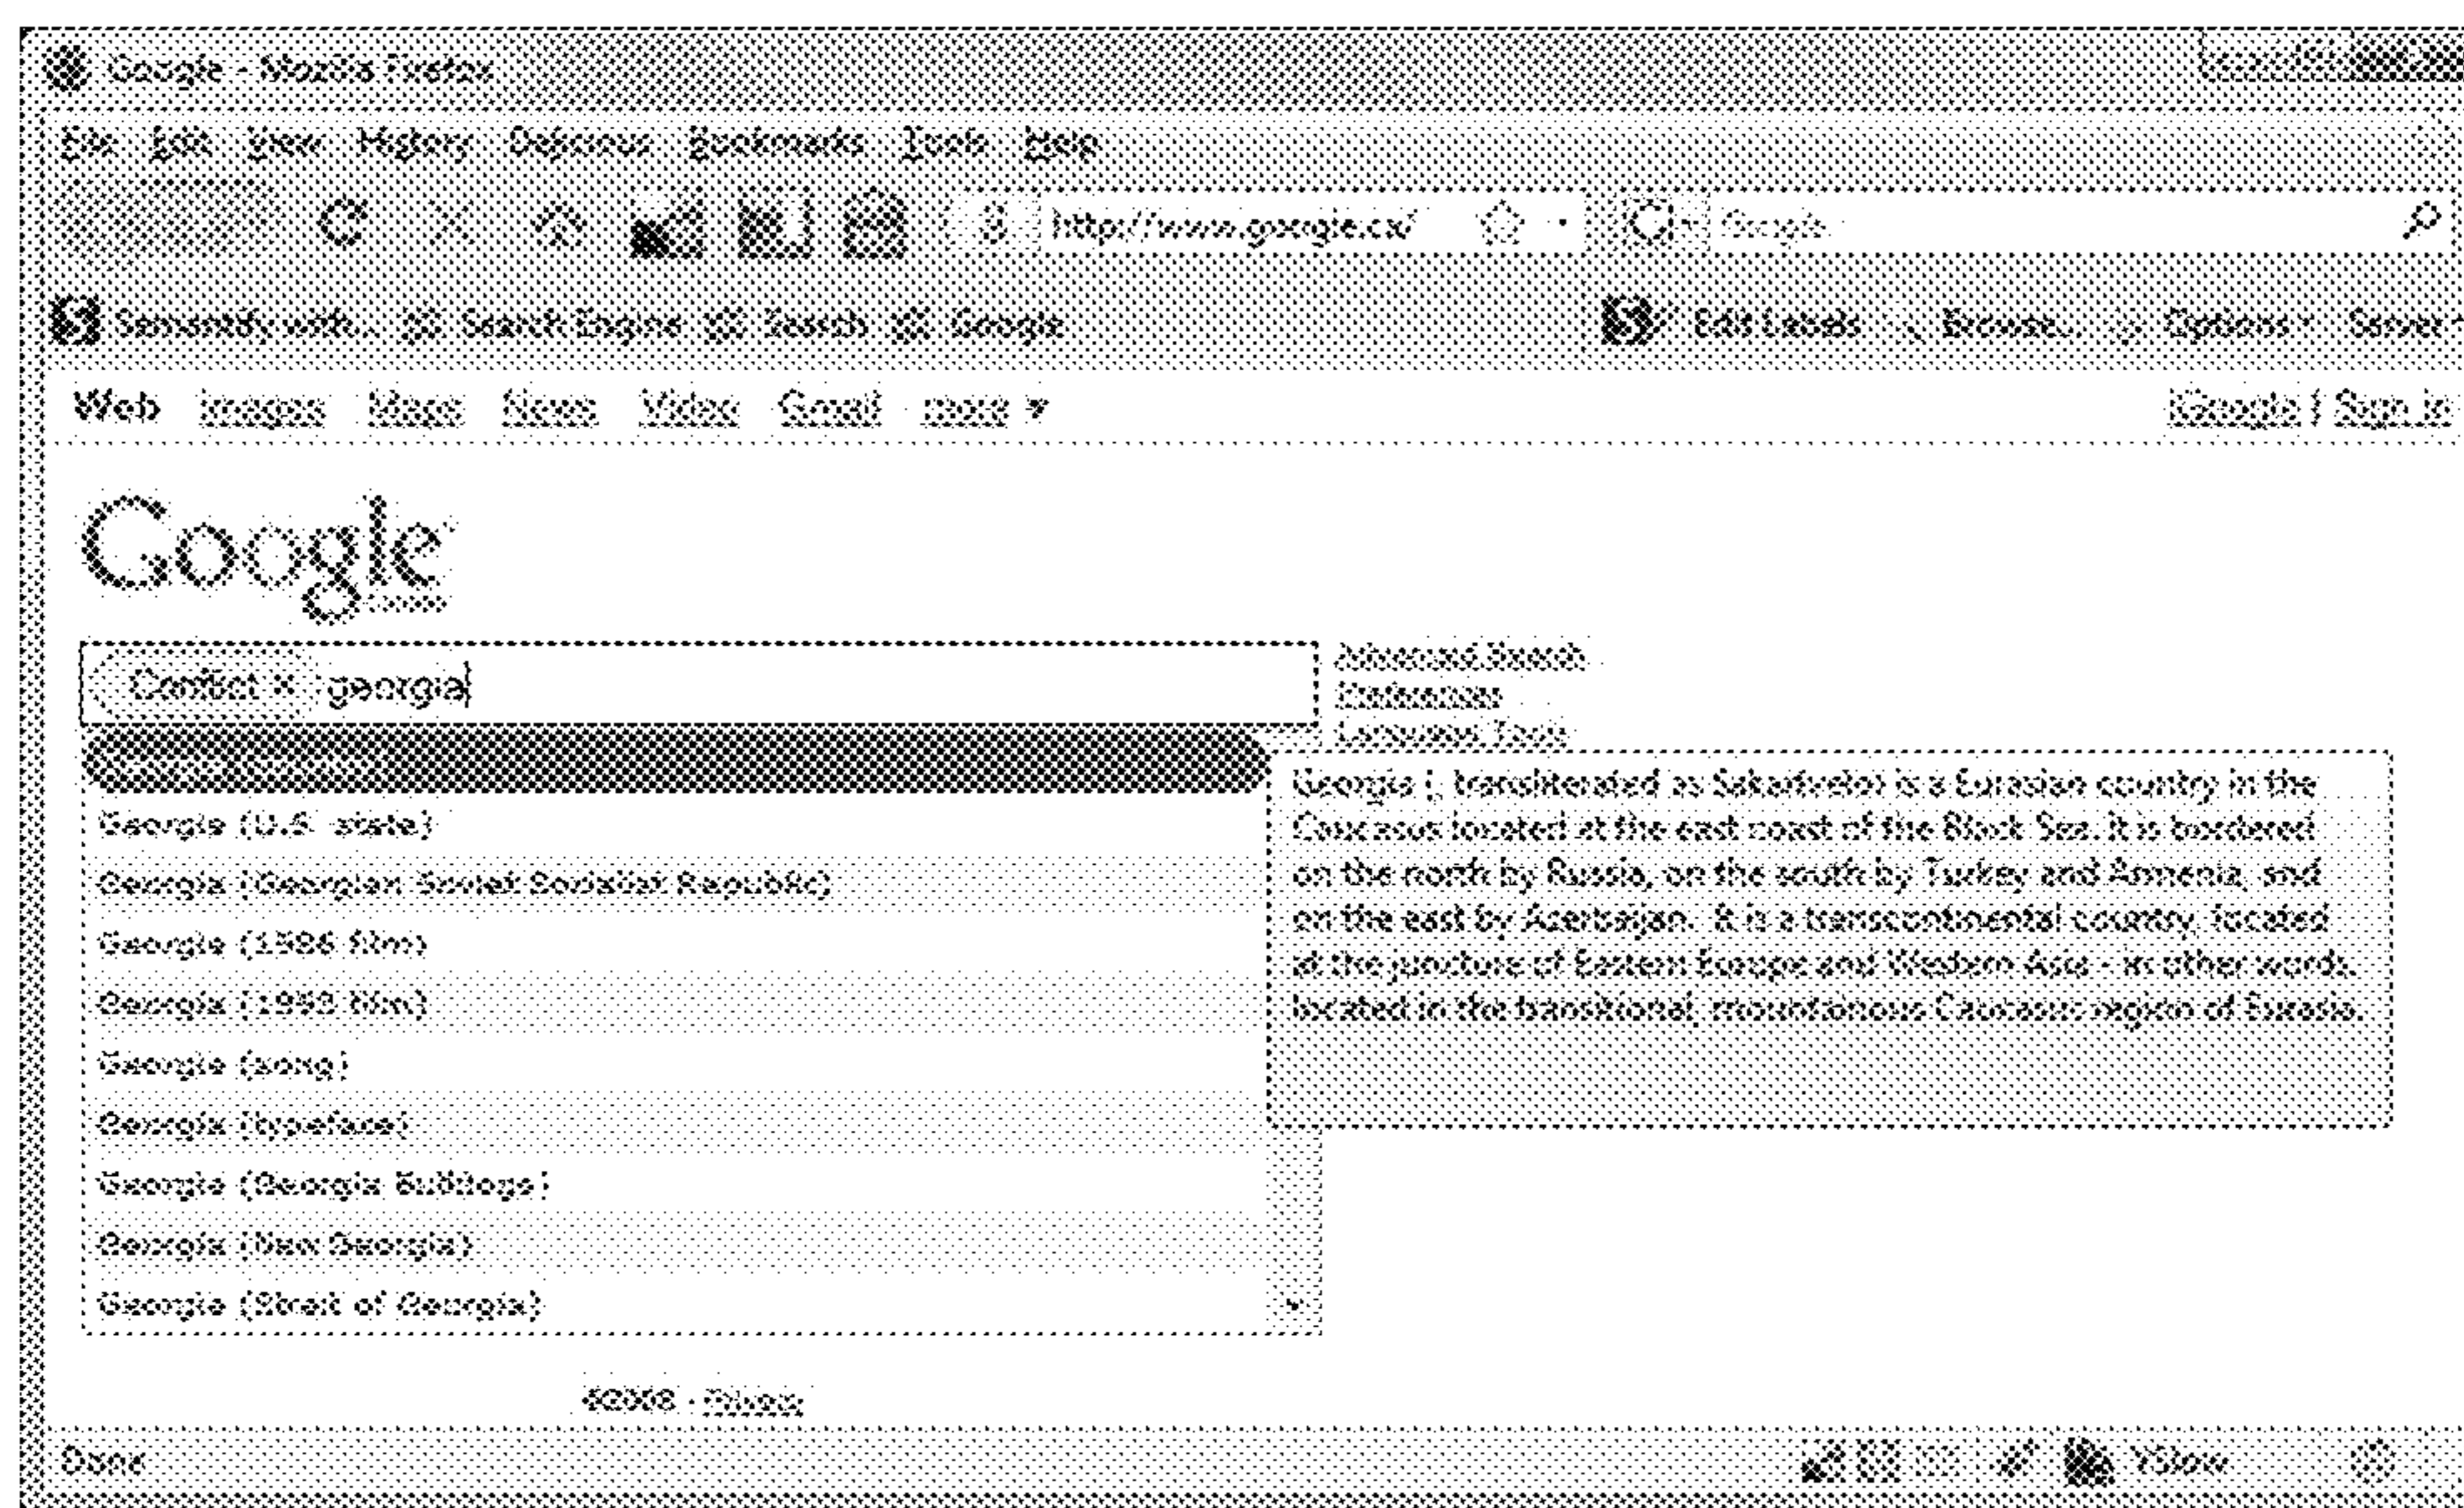 Google - Mozilla Firefox
File Edit View History Delicious Bookmarks Tools Help
http://www.google.ca/ Google
Semantify with... Search Engine Search Google Edit Labels Browse... Options Server
Web Images Maps News Video Gmail more ▼ iGoogle | Sign in
Google
Conflict × georgia
Advanced Search
Preferences
Language Tools
Georgia (U.S. state)
Georgia (Georgian Soviet Socialist Republic)
Georgia (1986 film)
Georgia (song)
Georgia (typeface)
Georgia (Georgia Bulldogs)
Georgia (New Georgia)
Georgia (Strait of Georgia)
Georgia (, transliterated as Sakartvelo) is a Eurasian country in the
Caucasus located at the east coast of the Black Sea. It is bordered
on the north by Russia, on the south by Turkey and Armenia, and
on the east by Azerbaijan. It is a transcontinental country, located
at the juncture of Eastern Europe and Western Asia - in other words,
located in the transitional, mountainous Caucasus region of Eurasia.
©2008 - Privacy
Done YSlow